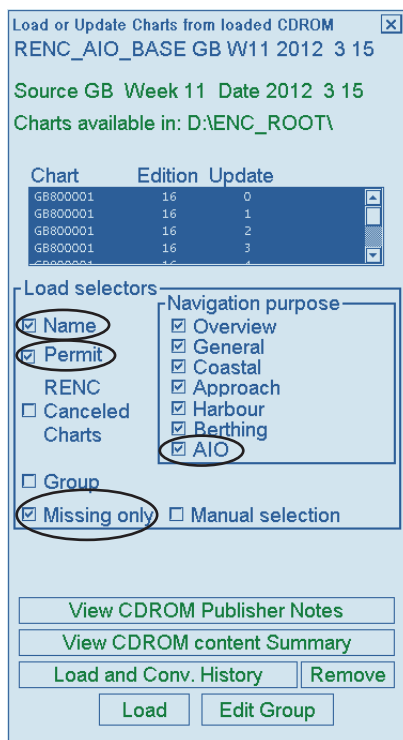 Load or Update Charts from loaded CDROM
RENC_AIO_BASE GB W11 2012 3 15
Source GB Week 11 Date 2012 3 15
Charts available in: D:\ENC_ROOT\
Chart Edition Update
GB800001 16 0
GB800001 16 1
GB800001 16 2
GB800001 16 3
Load selectors
Name
Permit
RENC
Canceled
Charts
Group
Missing only
Manual selection
Navigation purpose
Overview
General
Coastal
Approach
Harbour
Berthing
AIO
View CDROM Publisher Notes
View CDROM content Summary
Load and Conv. History Remove
Load Edit Group